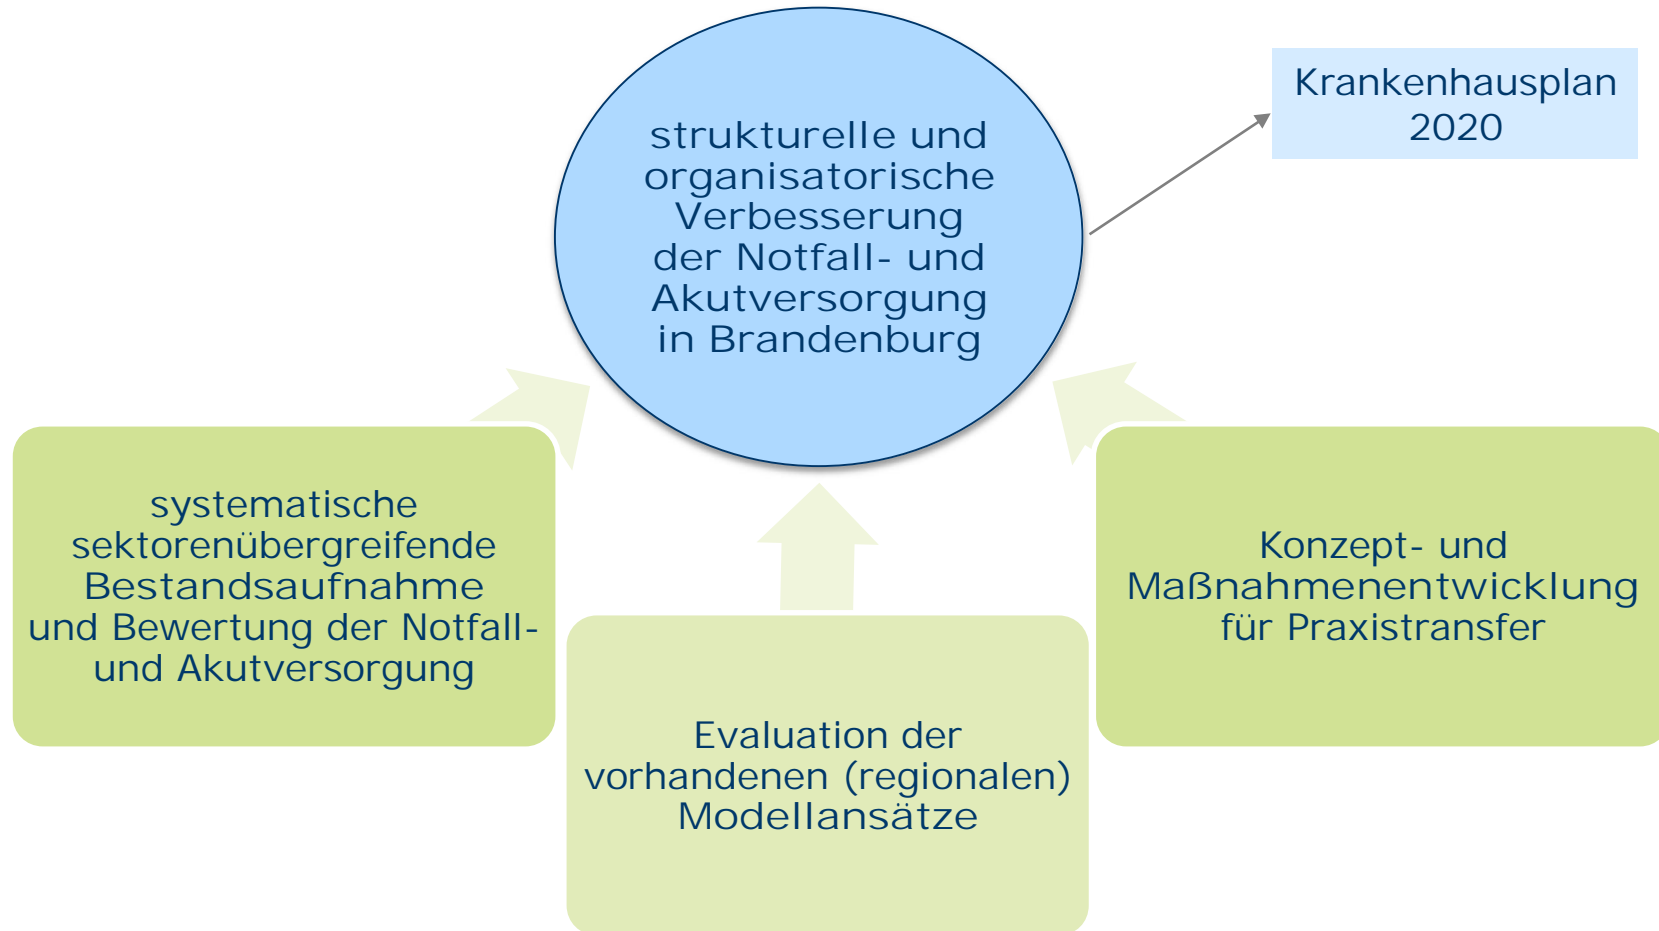 strukturelle und
organisatorische
Verbesserung
der Notfall- und
Akutversorgung
in Brandenburg
Krankenhausplan
2020
systematische
sektorenübergreifende
Bestandsaufnahme
und Bewertung der Notfall-
und Akutversorgung
Evaluation der
vorhandenen (regionalen)
Modellansätze
Konzept- und
Maßnahmenentwicklung
für Praxistransfer